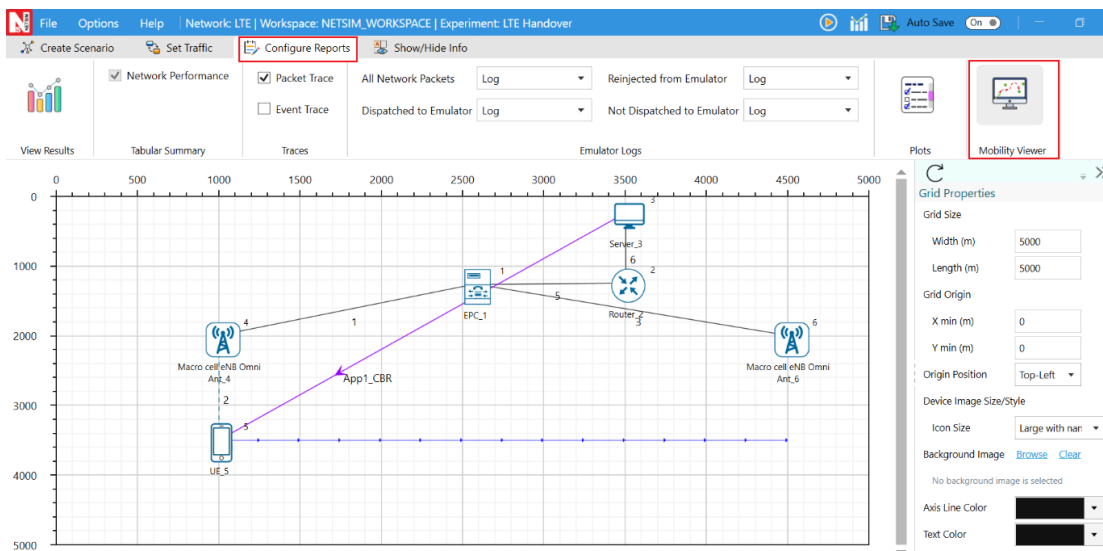 NETSIM
File Options Help Network: LTE | Workspace: NETSIM_WORKSPACE | Experiment: LTE Handover Auto Save On
Create Scenario Set Traffic Configure Reports Show/Hide Info
Network Performance Packet Trace All Network Packets Log Reinjected from Emulator Log
Event Trace Dispatched to Emulator Log Not Dispatched to Emulator Log
View Results Tabular Summary Traces Emulator Logs Plots Mobility Viewer
0 500 1000 1500 2000 2500 3000 3500 4000 4500 5000
0
3
Server_3
6
1
2
1000
5
EPC_1
Router_2
3
4
1
6
2000
Macro cell eNB Omni
Ant_4
Macro cell eNB Omni
Ant_6
App1_CBR
2
3000
5
UE_5
4000
5000
Grid Properties
Grid Size
Width (m) 5000
Length (m) 5000
Grid Origin
X min (m) 0
Y min (m) 0
Origin Position Top-Left
Device Image Size/Style
Icon Size Large with nan
Background Image Browse Clear
No background image is selected
Axis Line Color
Text Color